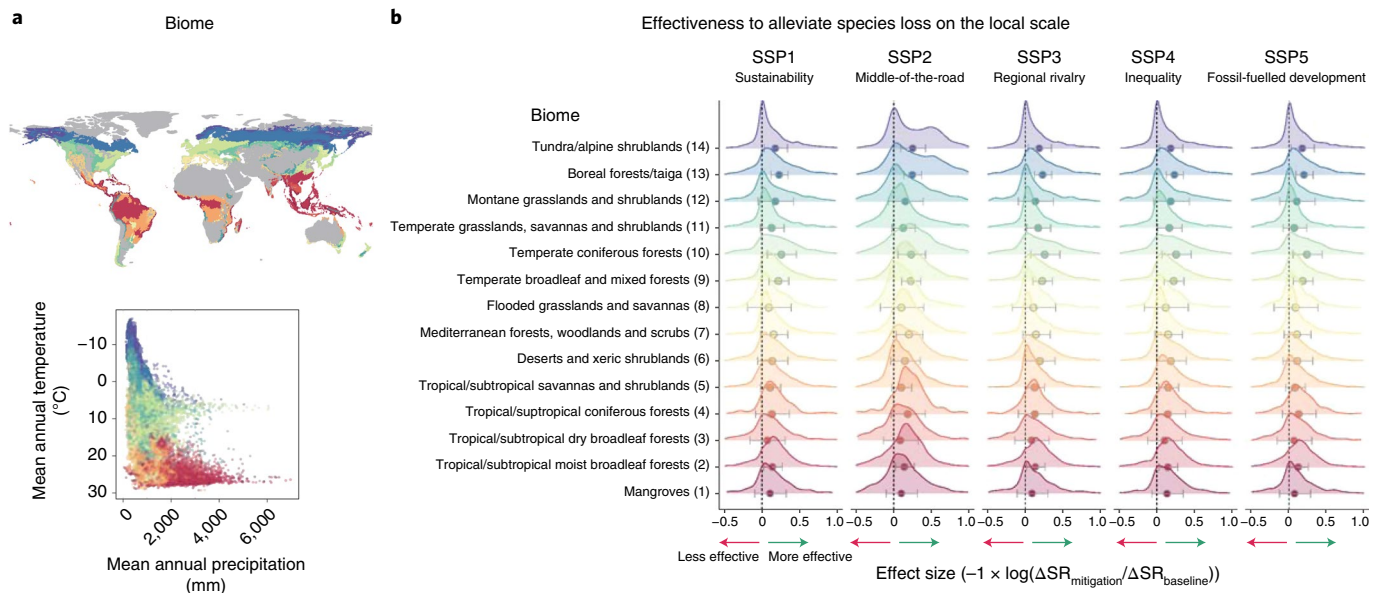 a
Biome
−10
0
10
20
30
Mean annual temperature
(°C)
0
2,000
4,000
6,000
Mean annual precipitation
(mm)
b
Effectiveness to alleviate species loss on the local scale
SSP1
Sustainability
SSP2
Middle-of-the-road
SSP3
Regional rivalry
SSP4
Inequality
SSP5
Fossil-fuelled development
Biome
Tundra/alpine shrublands (14)
Boreal forests/taiga (13)
Montane grasslands and shrublands (12)
Temperate grasslands, savannas and shrublands (11)
Temperate coniferous forests (10)
Temperate broadleaf and mixed forests (9)
Flooded grasslands and savannas (8)
Mediterranean forests, woodlands and scrubs (7)
Deserts and xeric shrublands (6)
Tropical/subtropical savannas and shrublands (5)
Tropical/suptropical coniferous forests (4)
Tropical/subtropical dry broadleaf forests (3)
Tropical/subtropical moist broadleaf forests (2)
Mangroves (1)
−0.5 0 0.5 1.0 −0.5 0 0.5 1.0 −0.5 0 0.5 1.0 −0.5 0 0.5 1.0 −0.5 0 0.5 1.0
Less effective More effective
Effect size (−1 × log(ΔSRmitigation/ΔSRbaseline))